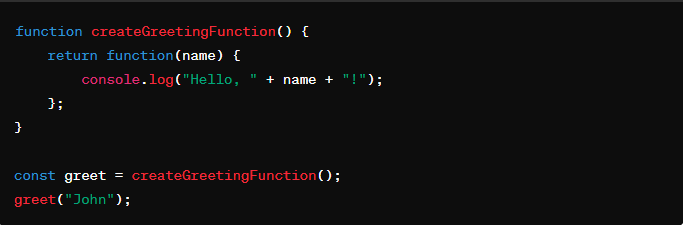 function createGreetingFunction() {
    return function(name) {
        console.log("Hello, " + name + "!");
    };
}

const greet = createGreetingFunction();
greet("John");